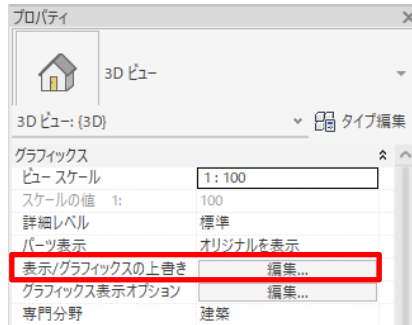 プロパティ
3D ビュー
3D ビュー: {3D}
タイプ編集
グラフィックス
ビュー スケール 1 : 100
スケールの値 1: 100
詳細レベル 標準
パーツ表示 オリジナルを表示
表示/グラフィックスの上書き 編集...
グラフィックス表示オプション 編集...
専門分野 建築